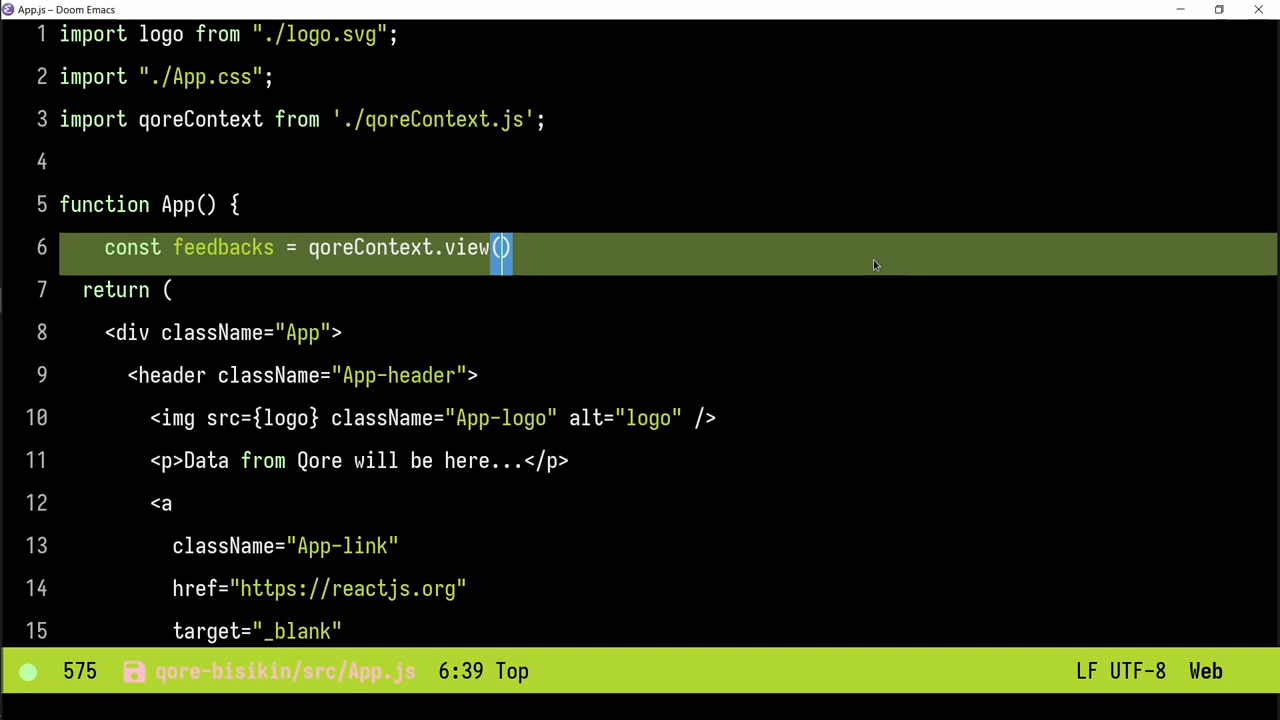 App.js – Doom Emacs
1 import logo from "./logo.svg";
2 import "./App.css";
3 import qoreContext from './qoreContext.js';
4
5 function App() {
6     const feedbacks = qoreContext.view()
7   return (
8     <div className="App">
9       <header className="App-header">
10         <img src={logo} className="App-logo" alt="logo" />
11         <p>Data from Qore will be here...</p>
12         <a
13           className="App-link"
14           href="https://reactjs.org"
15           target="_blank"
575 qore-bisikin/src/App.js 6:39 Top LF UTF-8 Web